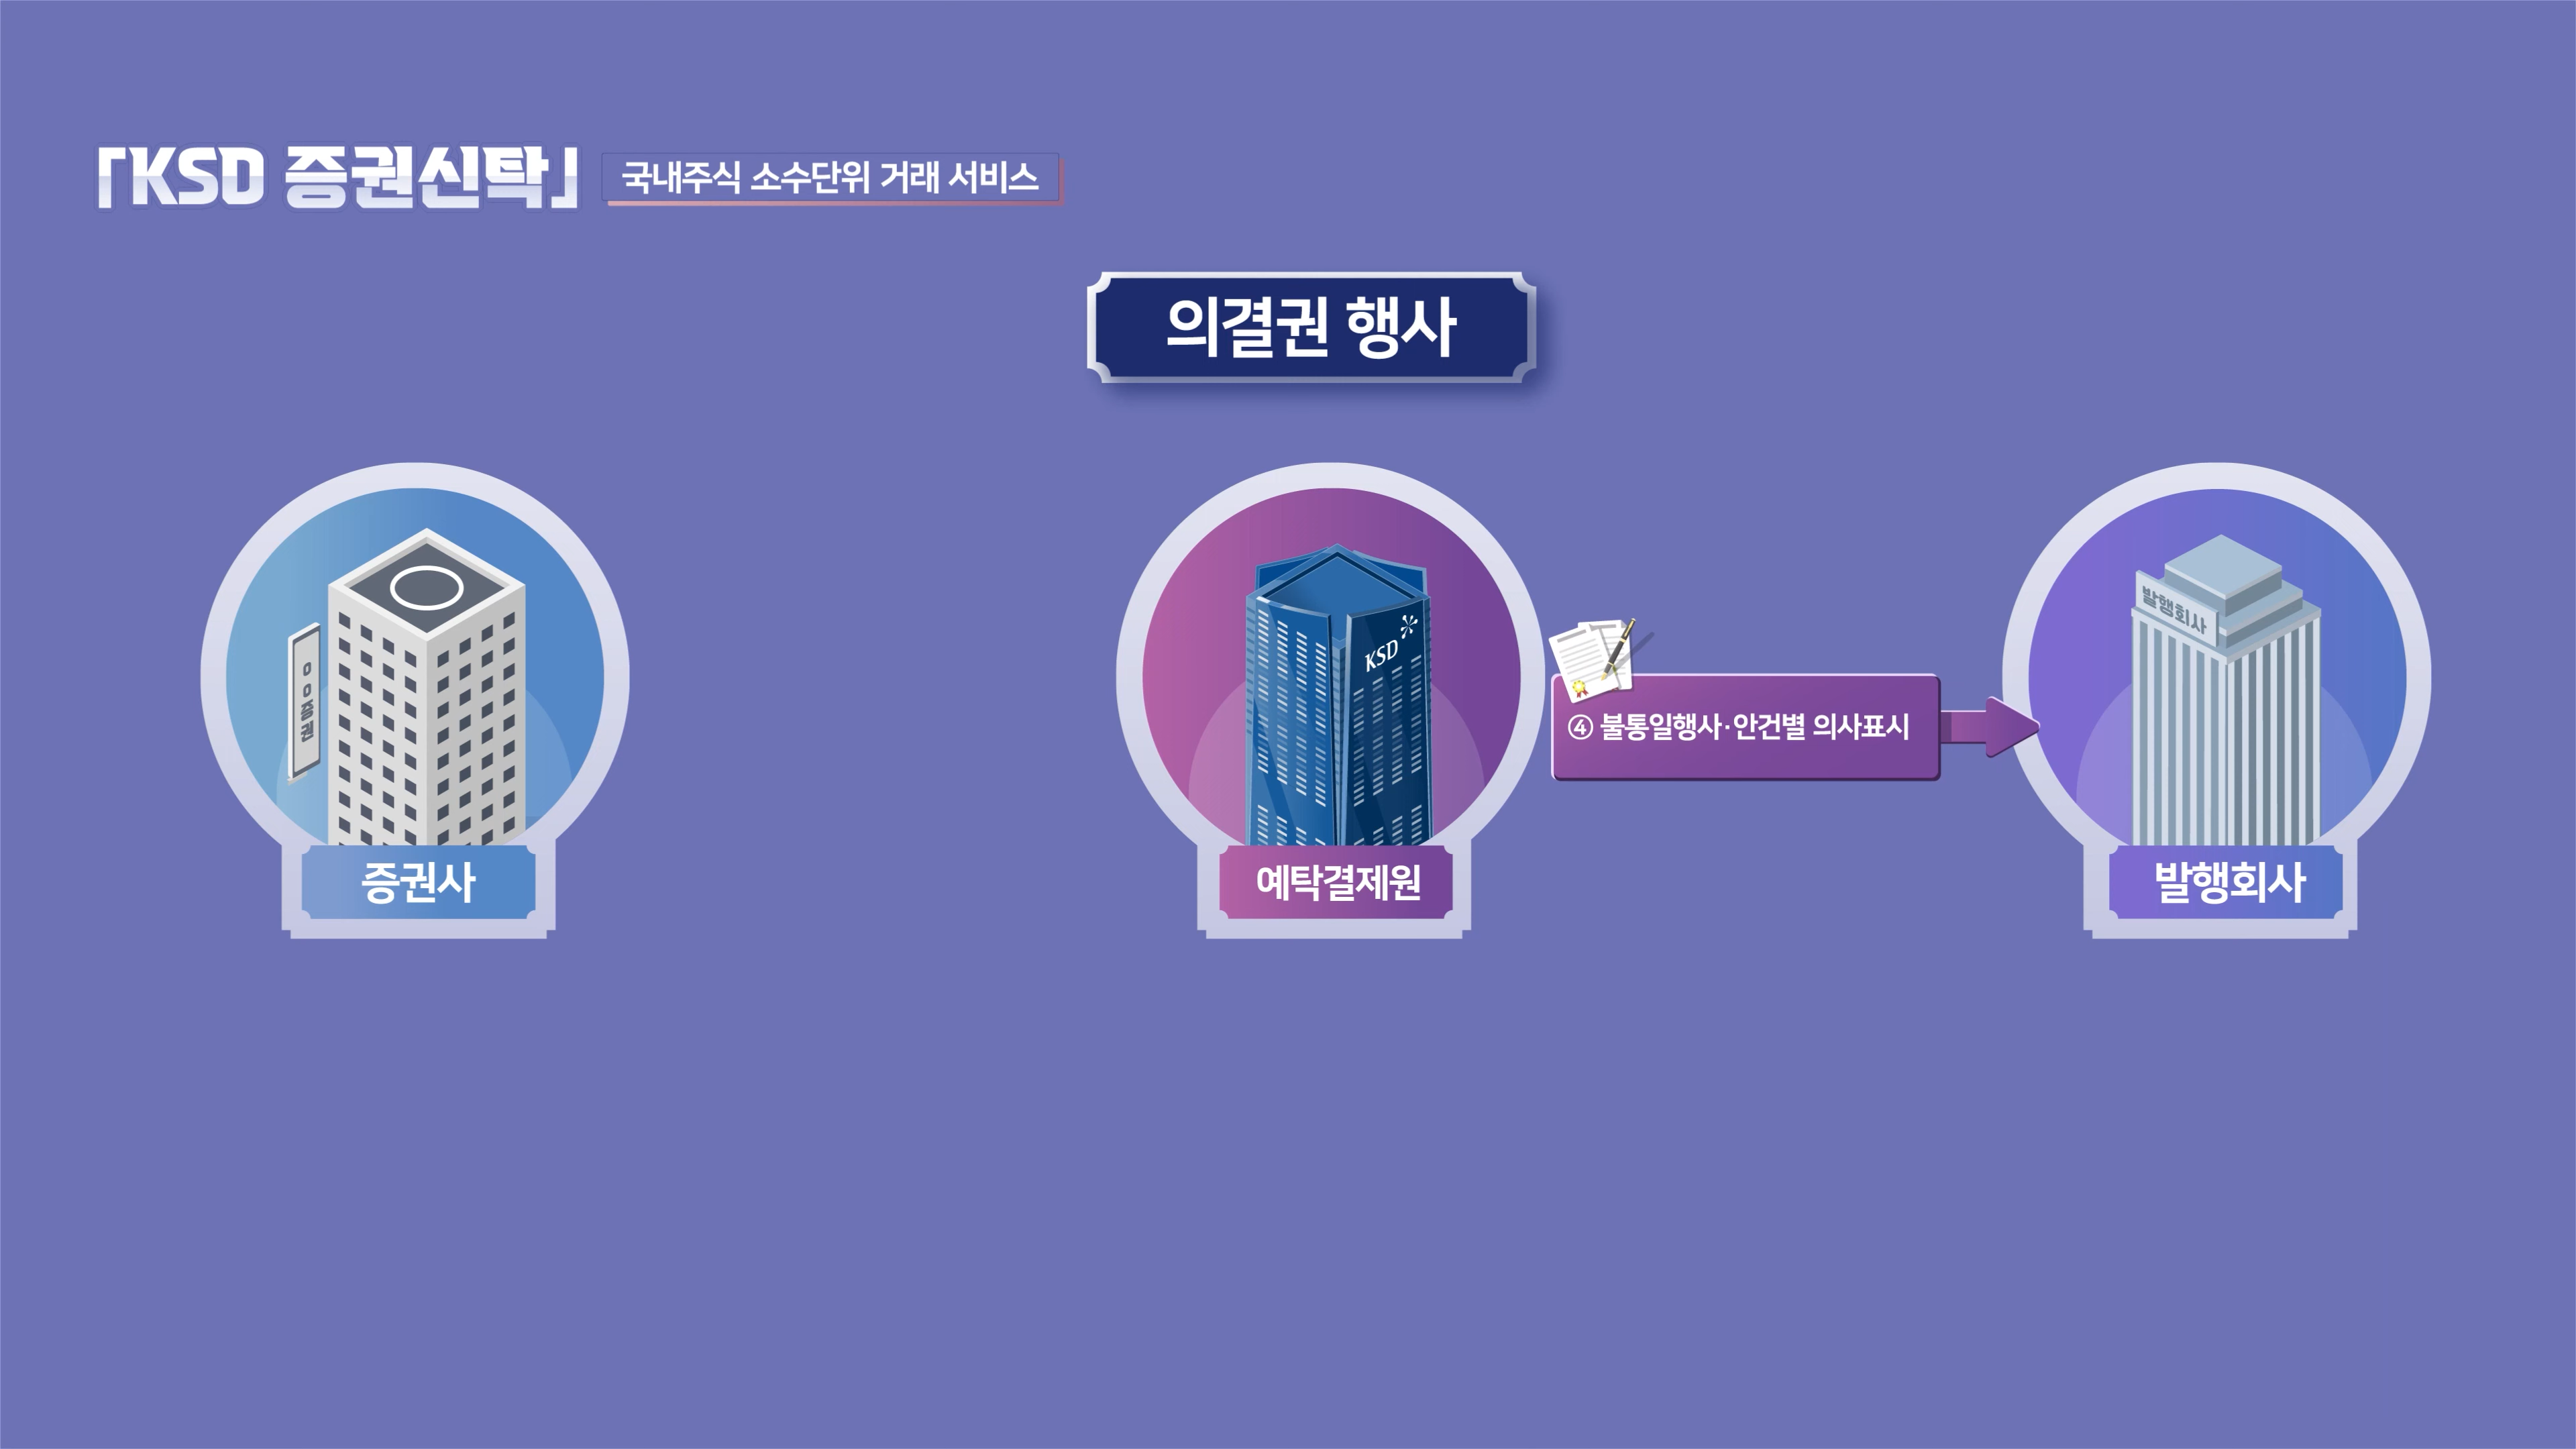 「KSD 증권신탁」 국내주식 소수단위 거래 서비스
의결권 행사
ㅇㅇ증권
KSD
발행회사
④ 불통일행사·안건별 의사표시
증권사
예탁결제원
발행회사